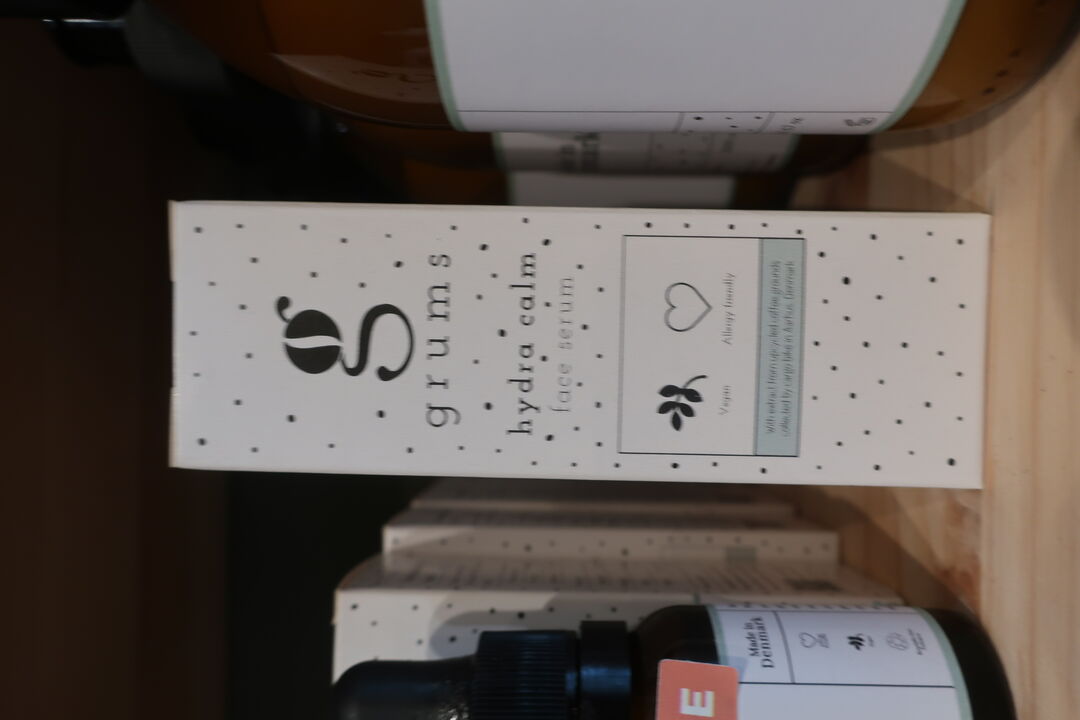 g
grums
hydra calm
face serum
Vegan
Allergy friendly
With extract from upcycled coffee grounds
collected by cargo bike in Aarhus, Denmark
Made in
Denmark
E